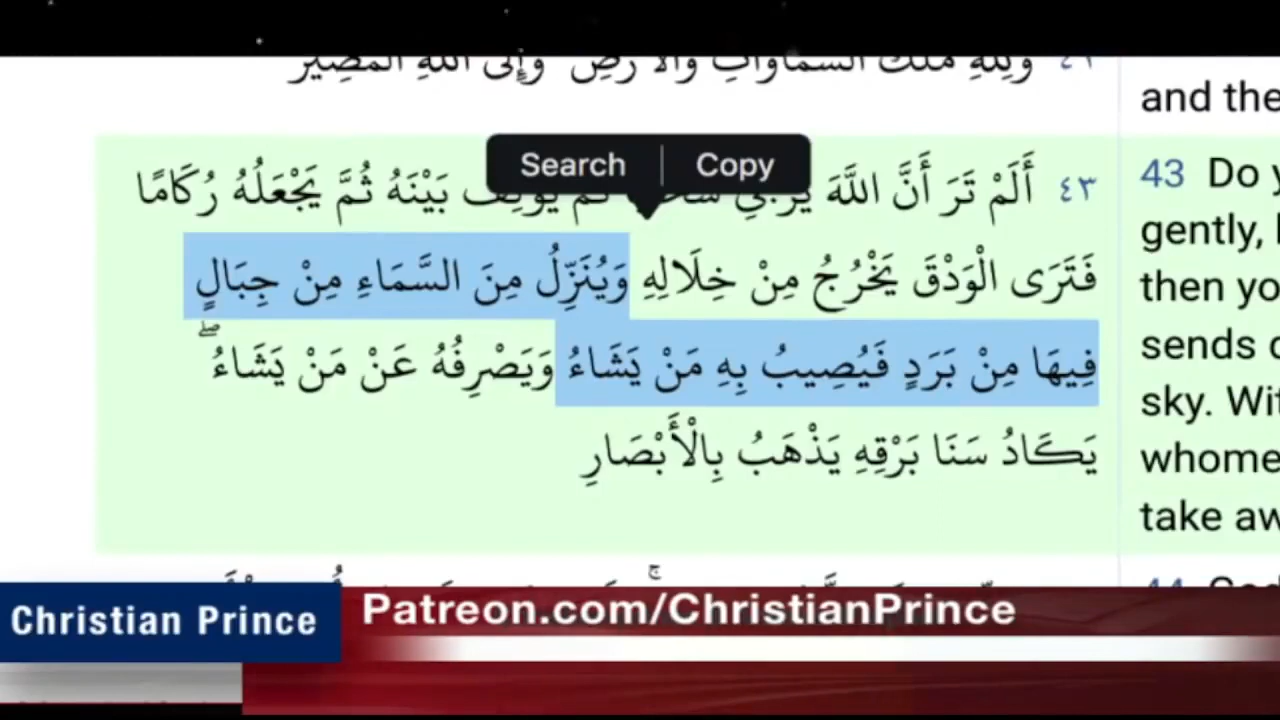 وَلِلَّهِ مُلْكُ السَّمَاوَاتِ وَالْأَرْضِ وَإِلَى اللَّهِ الْمَصِيرُ
and the
Search
Copy
٤٣ أَلَمْ تَرَ أَنَّ اللَّهَ يُزْجِي بَيْنَهُ ثُمَّ يَجْعَلُهُ رُكَامًا
فَتَرَى الْوَدْقَ يَخْرُجُ مِنْ خِلَالِهِ وَيُنَزِّلُ مِنَ السَّمَاءِ مِنْ جِبَالٍ
فِيهَا مِنْ بَرَدٍ فَيُصِيبُ بِهِ مَنْ يَشَاءُ وَيَصْرِفُهُ عَنْ مَنْ يَشَاءُ ۖ
يَكَادُ سَنَا بَرْقِهِ يَذْهَبُ بِالْأَبْصَارِ
43 Do y
gently,
then yo
sends
sky. Wi
whome
take aw
Christian Prince
Patreon.com/ChristianPrince